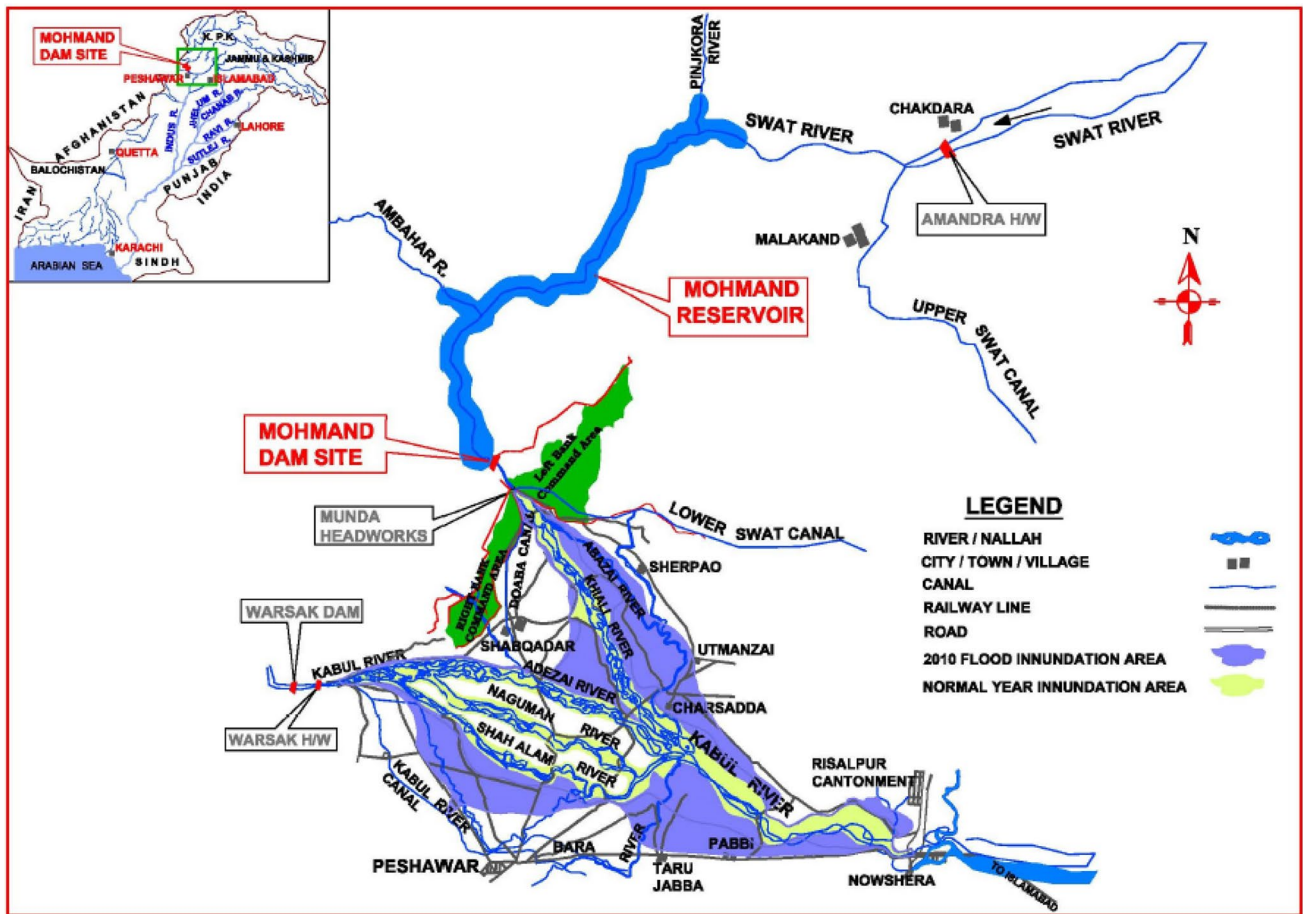 MOHMAND
DAM SITE
K. P.K.
JAMMU & KASHMIR
PESHAWAR
ISLAMABAD
AFGHANISTAN
INDUS R.
JHELUM R.
CHANAB R.
RAVI R.
SUTLEJ R.
LAHORE
QUETTA
BALOCHISTAN
PUNJAB
INDIA
IRAN
KARACHI
SINDH
ARABIAN SEA
PINJKORA
RIVER
SWAT RIVER
CHAKDARA
SWAT RIVER
AMANDRA H/W
MALAKAND
AMBAHAR R.
MOHMAND
RESERVOIR
UPPER SWAT CANAL
N
MOHMAND
DAM SITE
Left Bank
Command Area
MUNDA
HEADWORKS
LOWER SWAT CANAL
RIGHT BANK
COMMAND AREA
DOABA CANAL
ABAZAI RIVER
KHIALI RIVER
SHERPAO
SHABQADAR
UTMANZAI
WARSAK DAM
KABUL RIVER
ADEZAI RIVER
NAGUMAN
RIVER
SHAH ALAM
RIVER
CHARSADDA
WARSAK H/W
KABUL RIVER
KABUL RIVER
CANAL
RISALPUR
CANTONMENT
BARA
RIVER
PESHAWAR
TARU
JABBA
PABBI
NOWSHERA
TO ISLAMABAD
LEGEND
RIVER / NALLAH
CITY / TOWN / VILLAGE
CANAL
RAILWAY LINE
ROAD
2010 FLOOD INNUNDATION AREA
NORMAL YEAR INNUNDATION AREA